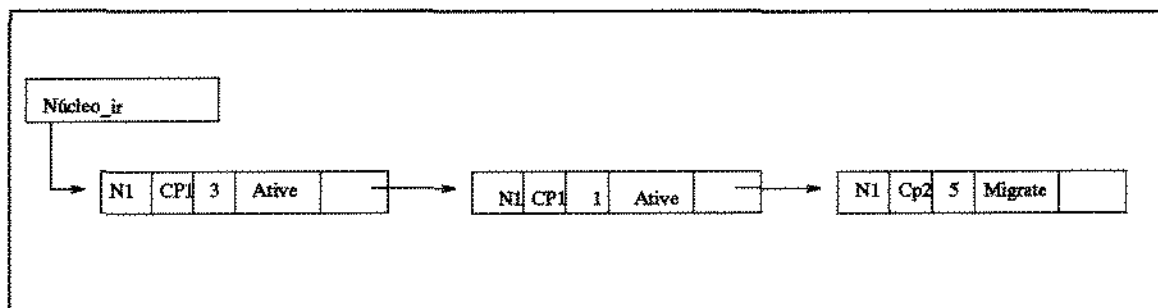 Núcleo_ir
N1 CP1 3 Ative
N1 CP1 1 Ative
N1 Cp2 5 Migrate